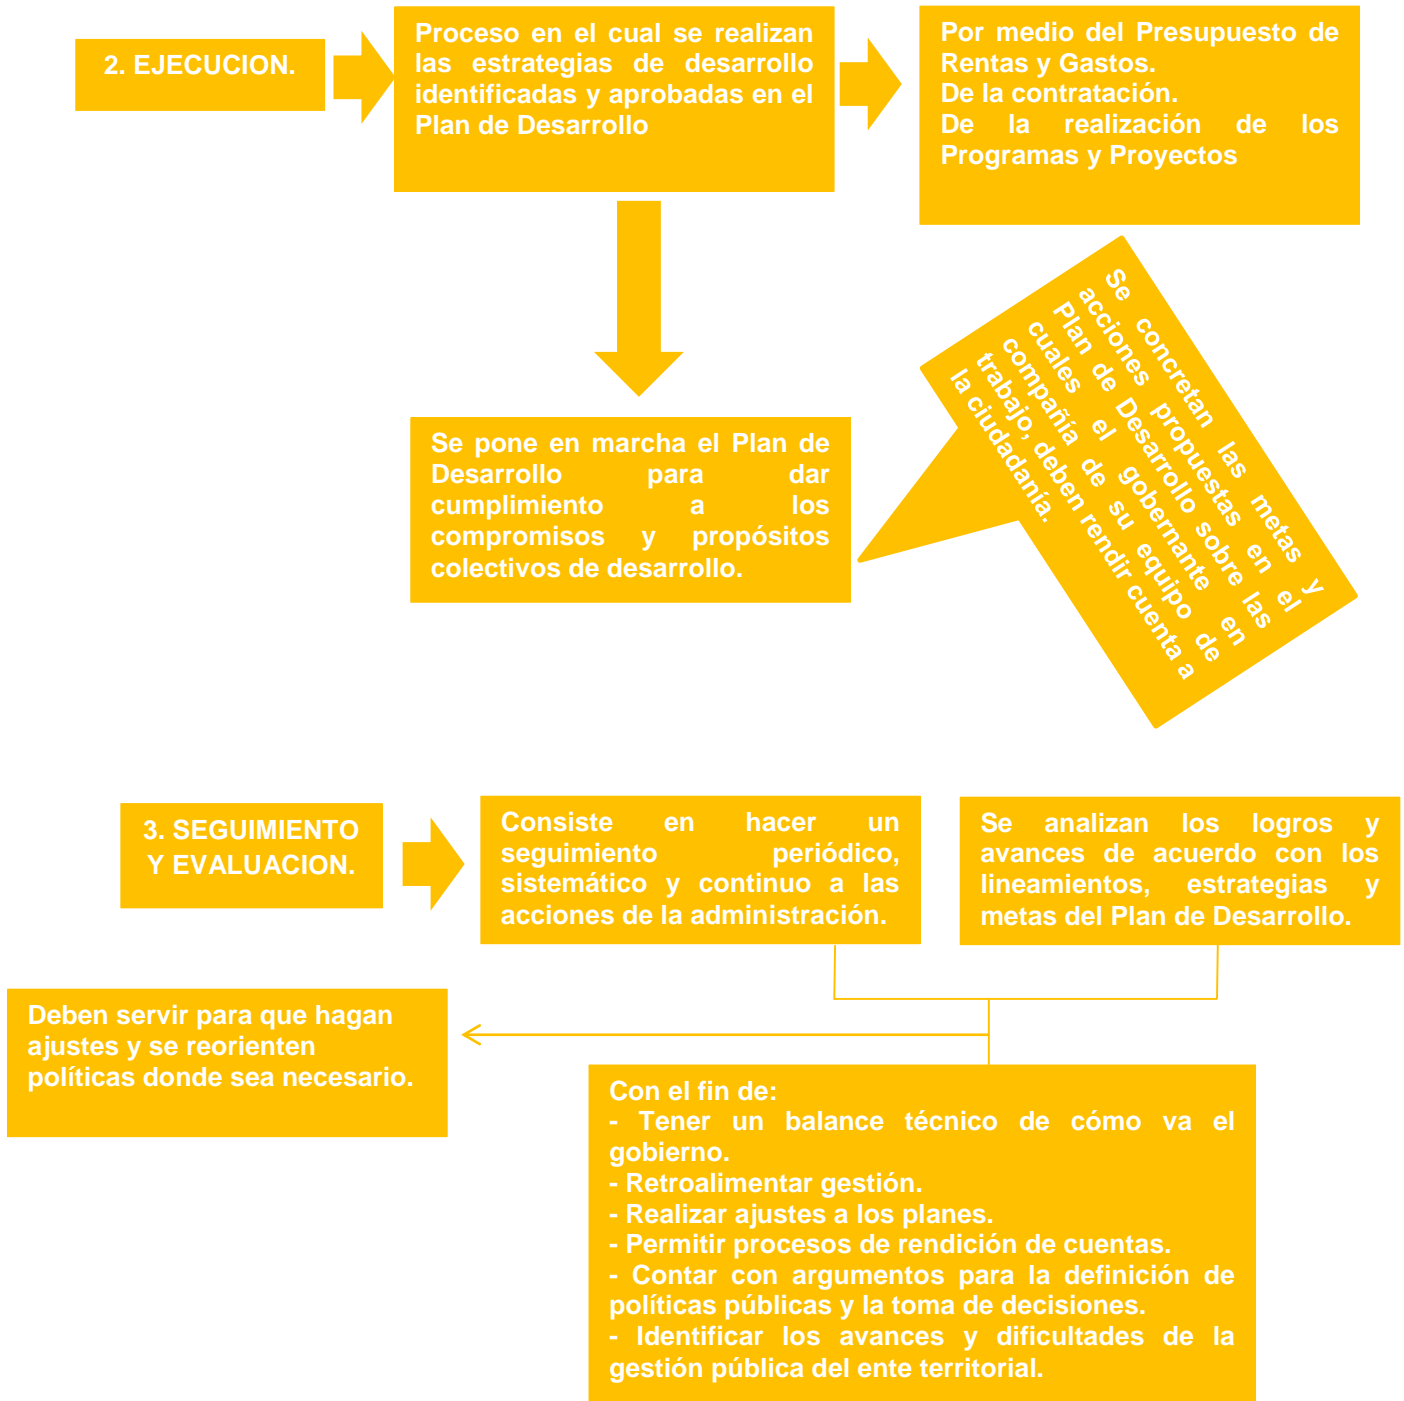 2. EJECUCION.
Proceso en el cual se realizan
las estrategias de desarrollo
identificadas y aprobadas en el
Plan de Desarrollo
Por medio del Presupuesto de
Rentas y Gastos.
De la contratación.
De la realización de los
Programas y Proyectos
Se pone en marcha el Plan de
Desarrollo para dar
cumplimiento a los
compromisos y propósitos
colectivos de desarrollo.
Se concretan las metas y
acciones propuestas en el
Plan de Desarrollo sobre las
cuales el gobernante en
compañía de su equipo de
trabajo, deben rendir cuenta a
la ciudadanía.
3. SEGUIMIENTO
Y EVALUACION.
Consiste en hacer un
seguimiento periódico,
sistemático y continuo a las
acciones de la administración.
Se analizan los logros y
avances de acuerdo con los
lineamientos, estrategias y
metas del Plan de Desarrollo.
Deben servir para que hagan
ajustes y se reorienten
políticas donde sea necesario.
Con el fin de:
- Tener un balance técnico de cómo va el
gobierno.
- Retroalimentar gestión.
- Realizar ajustes a los planes.
- Permitir procesos de rendición de cuentas.
- Contar con argumentos para la definición de
políticas públicas y la toma de decisiones.
- Identificar los avances y dificultades de la
gestión pública del ente territorial.